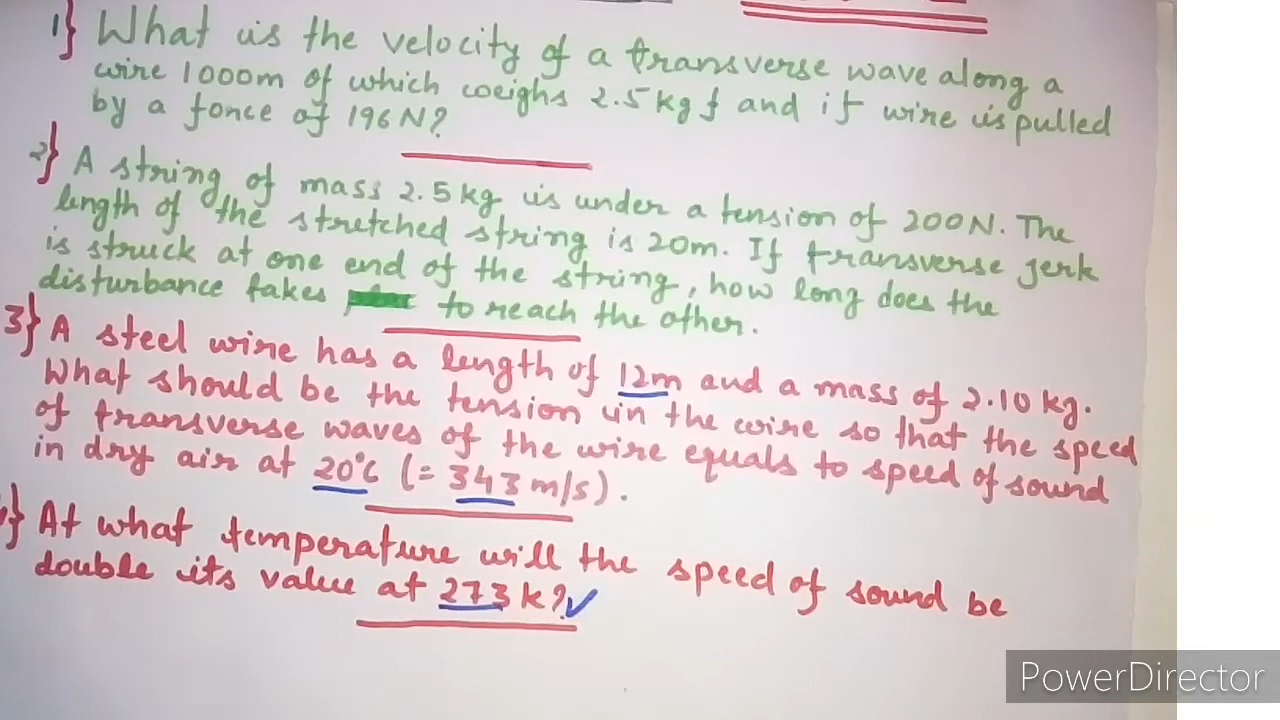 1} What is the velocity of a transverse wave along a
wire 1000m of which weighs 2.5 kg f and if wire is pulled
by a fonce of 196N?
2} A string of mass 2.5 kg is under a tension of 200N. The
length of the stretched string is 20m. If transverse jerk
is struck at one end of the string, how long does the
disturbance takes to reach the other.
3} A steel wire has a length of 12m and a mass of 2.10 kg.
What should be the tension in the wire so that the speed
of transverse waves of the wire equals to speed of sound
in dry air at 20°C (= 343 m/s).
} At what temperature will the speed of sound be
double its value at 273 k?
PowerDirector